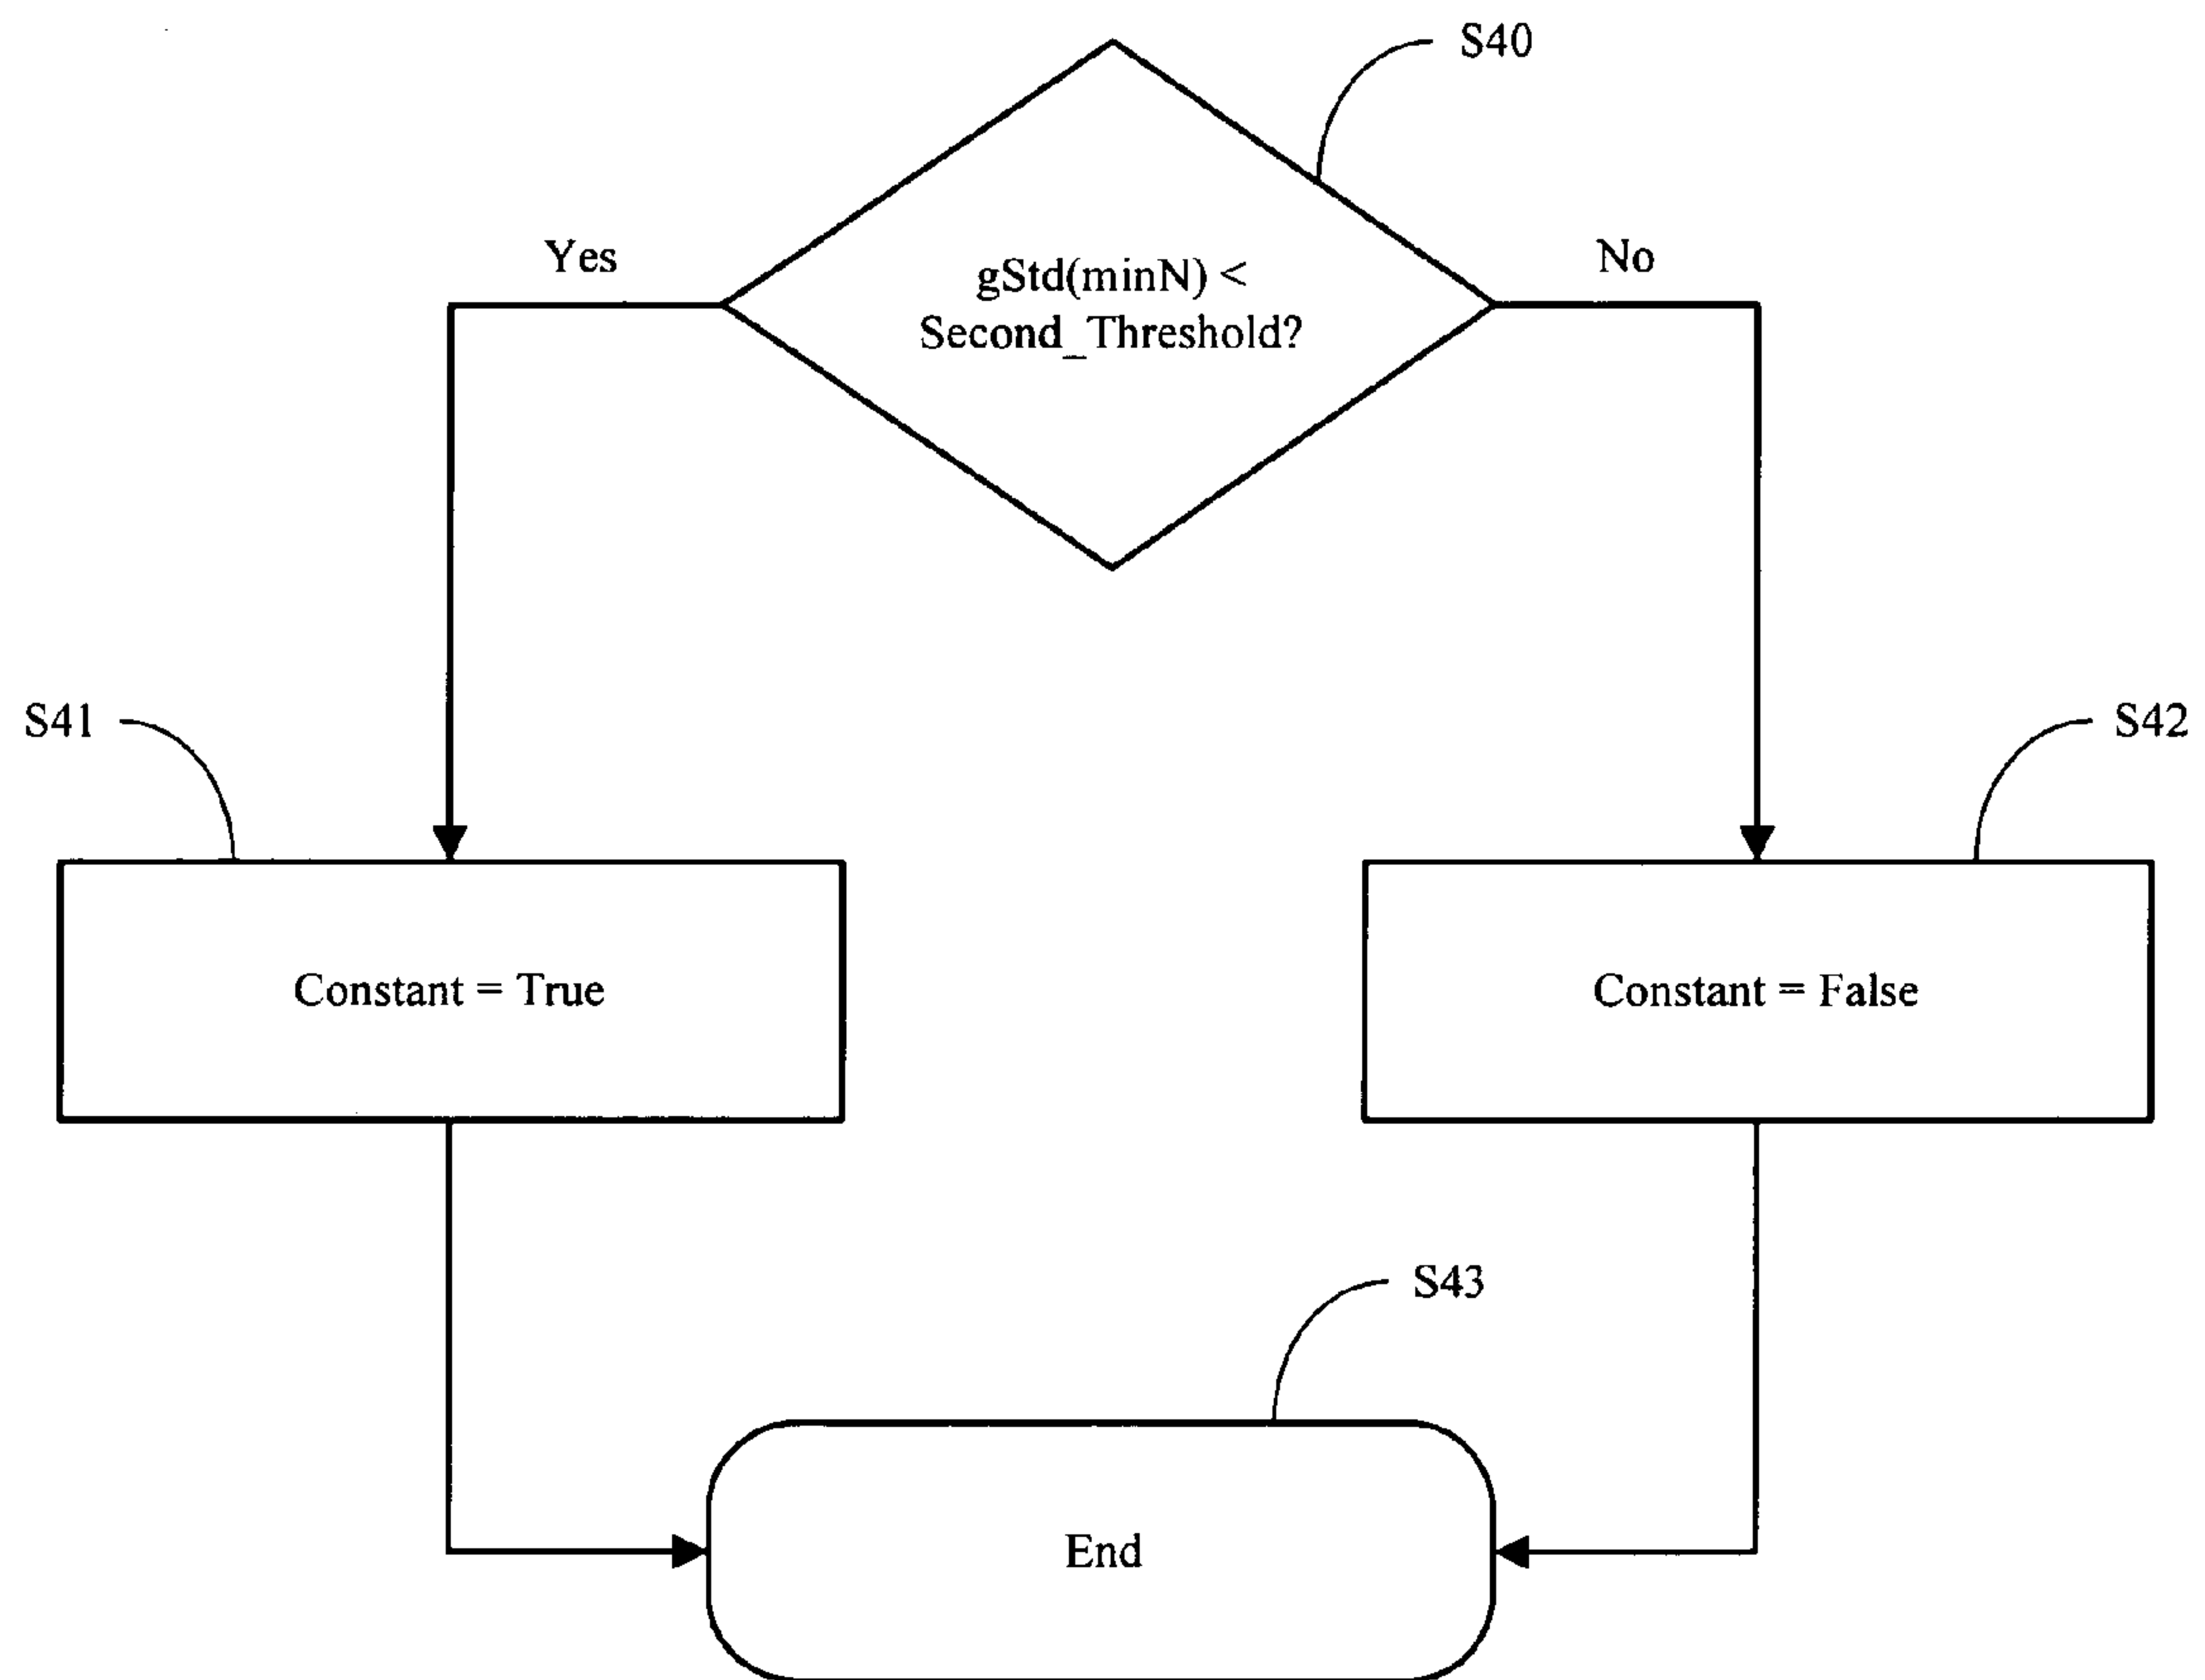 S40
Yes
No
gStd(minN) <
Second_Threshold?
S41
S42
Constant = True
Constant = False
S43
End